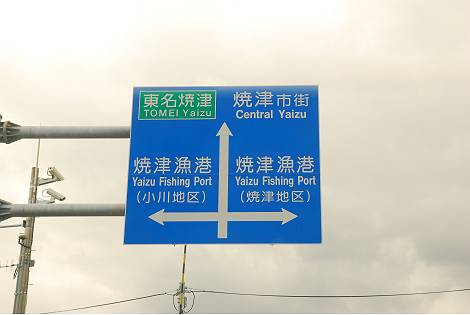 東名焼津
TOMEI Yaizu
焼津市街
Central Yaizu
焼津漁港
Yaizu Fishing Port
(小川地区)
焼津漁港
Yaizu Fishing Port
(焼津地区)